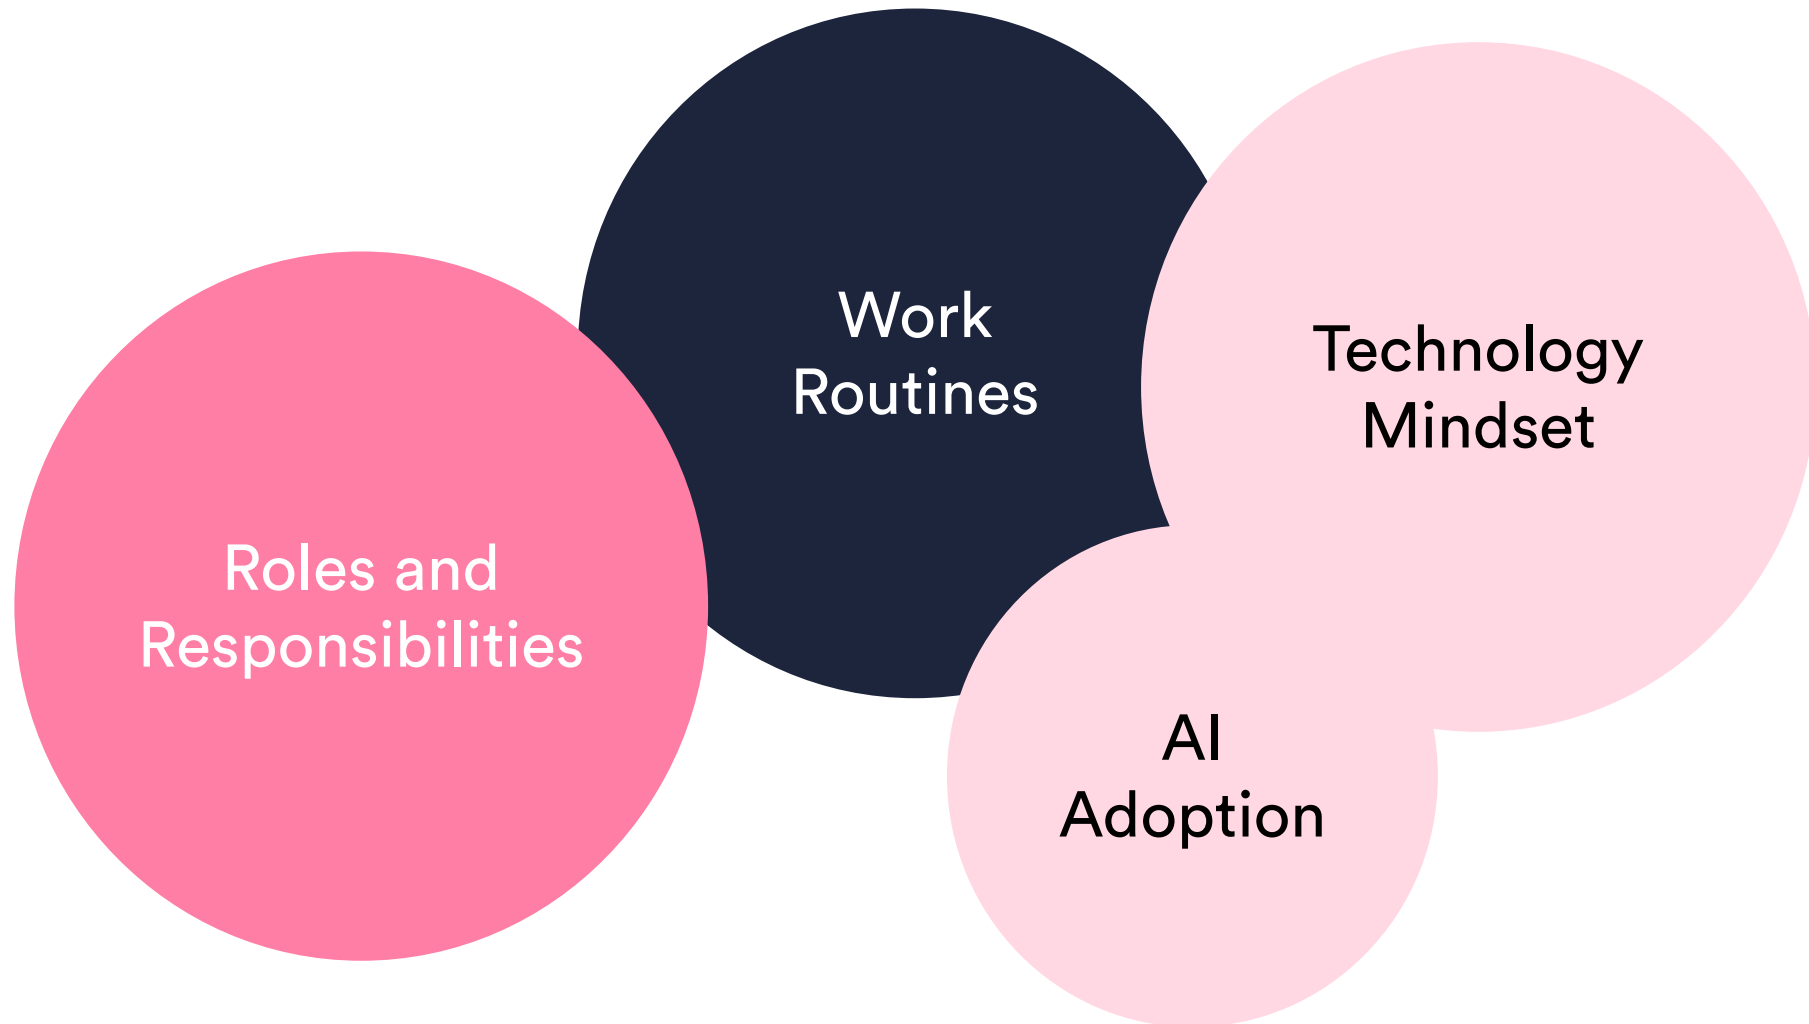 Work
Routines
Technology
Mindset
Roles and
Responsibilities
AI
Adoption